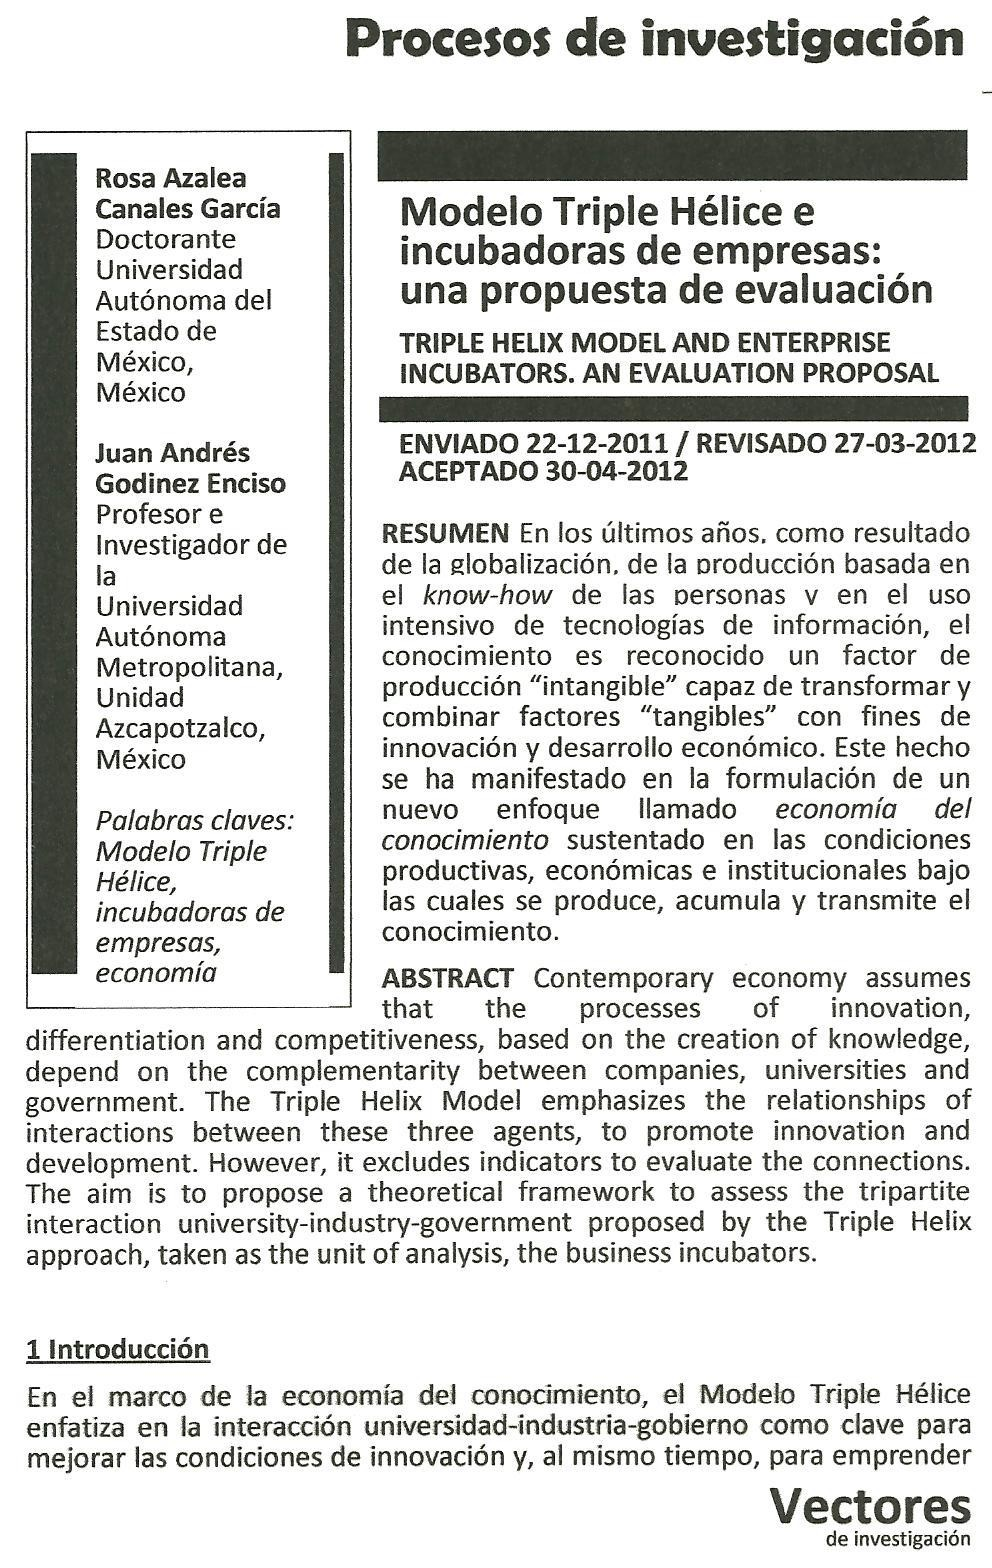 Procesos de investigación
Rosa Azalea
Canales García
Doctorante
Universidad
Autónoma del
Estado de
México,
México
Juan Andrés
Godinez Enciso
Profesor e
Investigador de
la
Universidad
Autónoma
Metropolitana,
Unidad
Azcapotzalco,
México
Palabras claves:
Modelo Triple
Hélice,
incubadoras de
empresas,
economía
Modelo Triple Hélice e
incubadoras de empresas:
una propuesta de evaluación
TRIPLE HELIX MODEL AND ENTERPRISE
INCUBATORS. AN EVALUATION PROPOSAL
ENVIADO 22-12-2011 / REVISADO 27-03-2012
ACEPTADO 30-04-2012
RESUMEN En los últimos años, como resultado
de la globalización, de la producción basada en
el know-how de las personas y en el uso
intensivo de tecnologías de información, el
conocimiento es reconocido un factor de
producción “intangible” capaz de transformar y
combinar factores “tangibles” con fines de
innovación y desarrollo económico. Este hecho
se ha manifestado en la formulación de un
nuevo enfoque llamado economía del
conocimiento sustentado en las condiciones
productivas, económicas e institucionales bajo
las cuales se produce, acumula y transmite el
conocimiento.
ABSTRACT Contemporary economy assumes
that the processes of innovation,
differentiation and competitiveness, based on the creation of knowledge,
depend on the complementarity between companies, universities and
government. The Triple Helix Model emphasizes the relationships of
interactions between these three agents, to promote innovation and
development. However, it excludes indicators to evaluate the connections.
The aim is to propose a theoretical framework to assess the tripartite
interaction university-industry-government proposed by the Triple Helix
approach, taken as the unit of analysis, the business incubators.
1 Introducción
En el marco de la economía del conocimiento, el Modelo Triple Hélice
enfatiza en la interacción universidad-industria-gobierno como clave para
mejorar las condiciones de innovación y, al mismo tiempo, para emprender
Vectores
de investigación